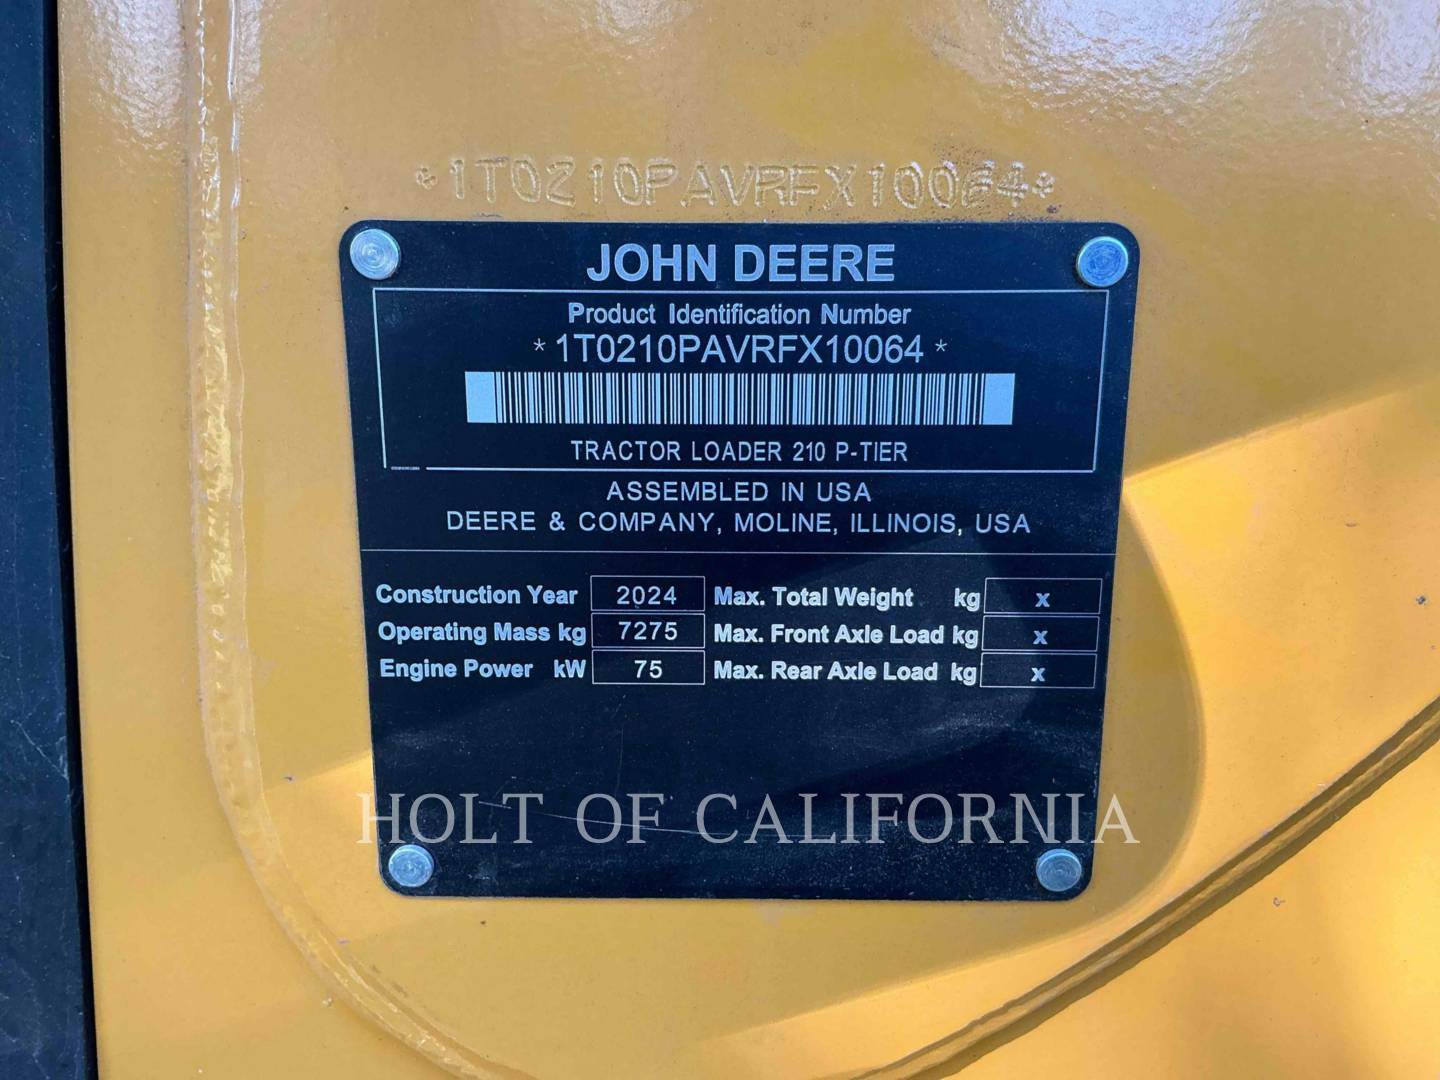 *1T0210PAVRFX10064*
JOHN DEERE
Product Identification Number
*1T0210PAVRFX10064*
TRACTOR LOADER 210 P-TIER
ASSEMBLED IN USA
DEERE & COMPANY, MOLINE, ILLINOIS, USA
Construction Year 2024 Max. Total Weight kg x
Operating Mass kg 7275 Max. Front Axle Load kg x
Engine Power kW 75 Max. Rear Axle Load kg x
HOLT OF CALIFORNIA